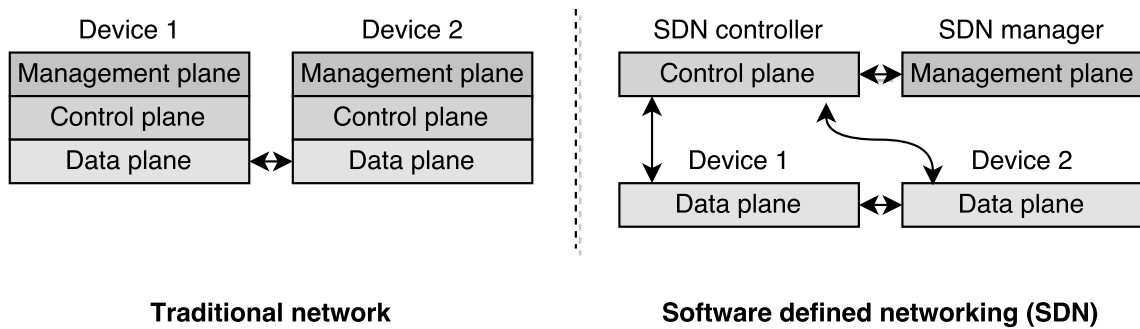 Device 1
Device 2
Management plane
Management plane
Control plane
Control plane
Data plane
Data plane
Traditional network
SDN controller
SDN manager
Control plane
Management plane
Device 1
Device 2
Data plane
Data plane
Software defined networking (SDN)